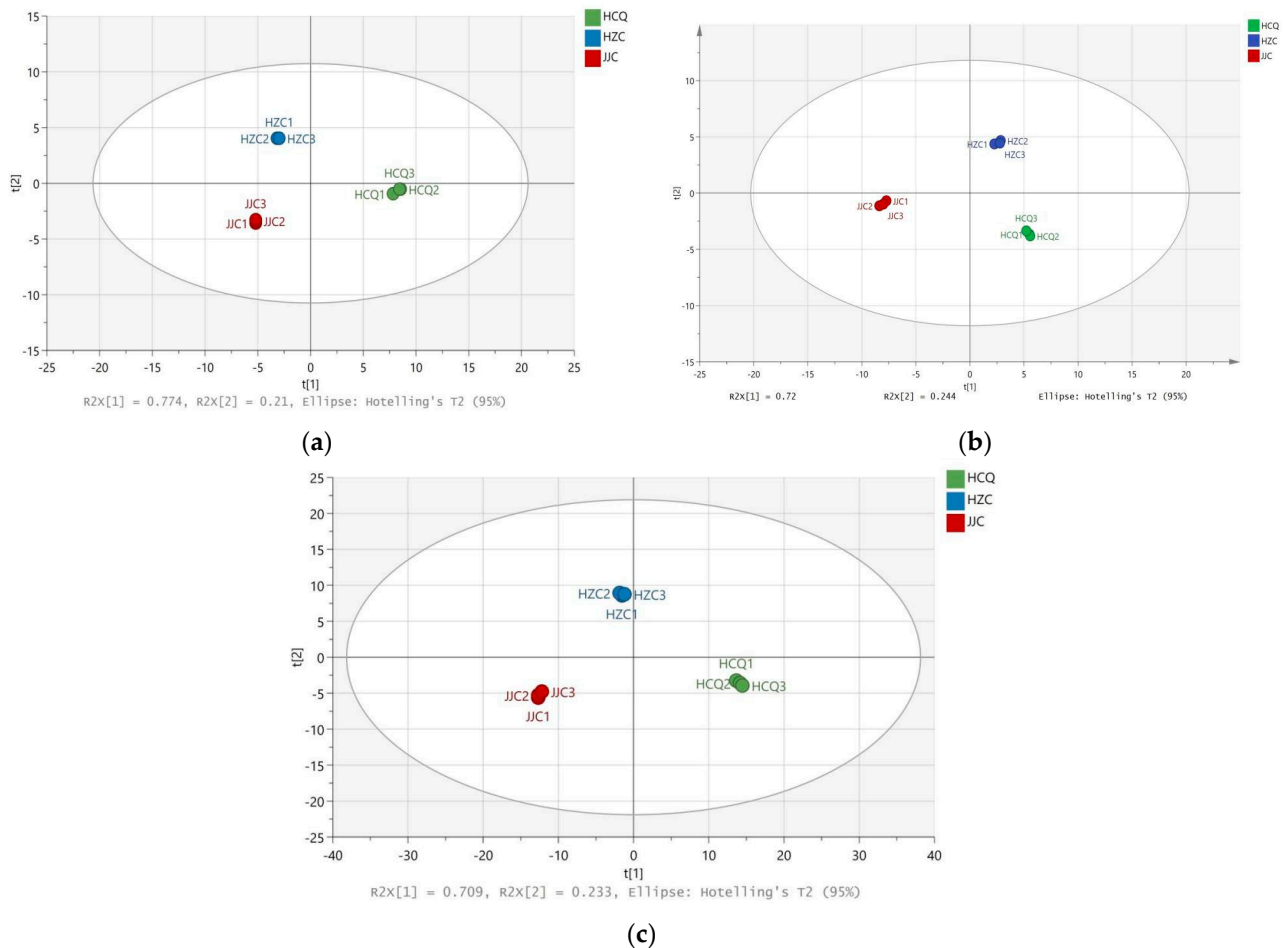 15
10
5
0
-5
-10
-15
t[2]
HZC1
HZC2 HZC3
HCQ3
HCQ1 HCQ2
JJC3
JJC1 JJC2
-25 -20 -15 -10 -5 0 5 10 15 20 25
t[1]
R2X[1] = 0.774, R2X[2] = 0.21, Ellipse: Hotelling's T2 (95%)
HCQ
HZC
JJC
(a)
15
10
5
0
-5
-10
-15
t[2]
HZC1 HZC2
HZC3
JJC2 JJC1
JJC3
HCQ3
HCQ1 HCQ2
-25 -20 -15 -10 -5 0 5 10 15 20
t[1]
R2X[1] = 0.72 R2X[2] = 0.244 Ellipse: Hotelling's T2 (95%)
HCQ
HZC
JJC
(b)
25
20
15
10
5
0
-5
-10
-15
-20
-25
t[2]
HZC2 HZC3
HZC1
HCQ1
HCQ2 HCQ3
JJC2 JJC3
JJC1
-40 -30 -20 -10 0 10 20 30 40
t[1]
R2X[1] = 0.709, R2X[2] = 0.233, Ellipse: Hotelling's T2 (95%)
HCQ
HZC
JJC
(c)